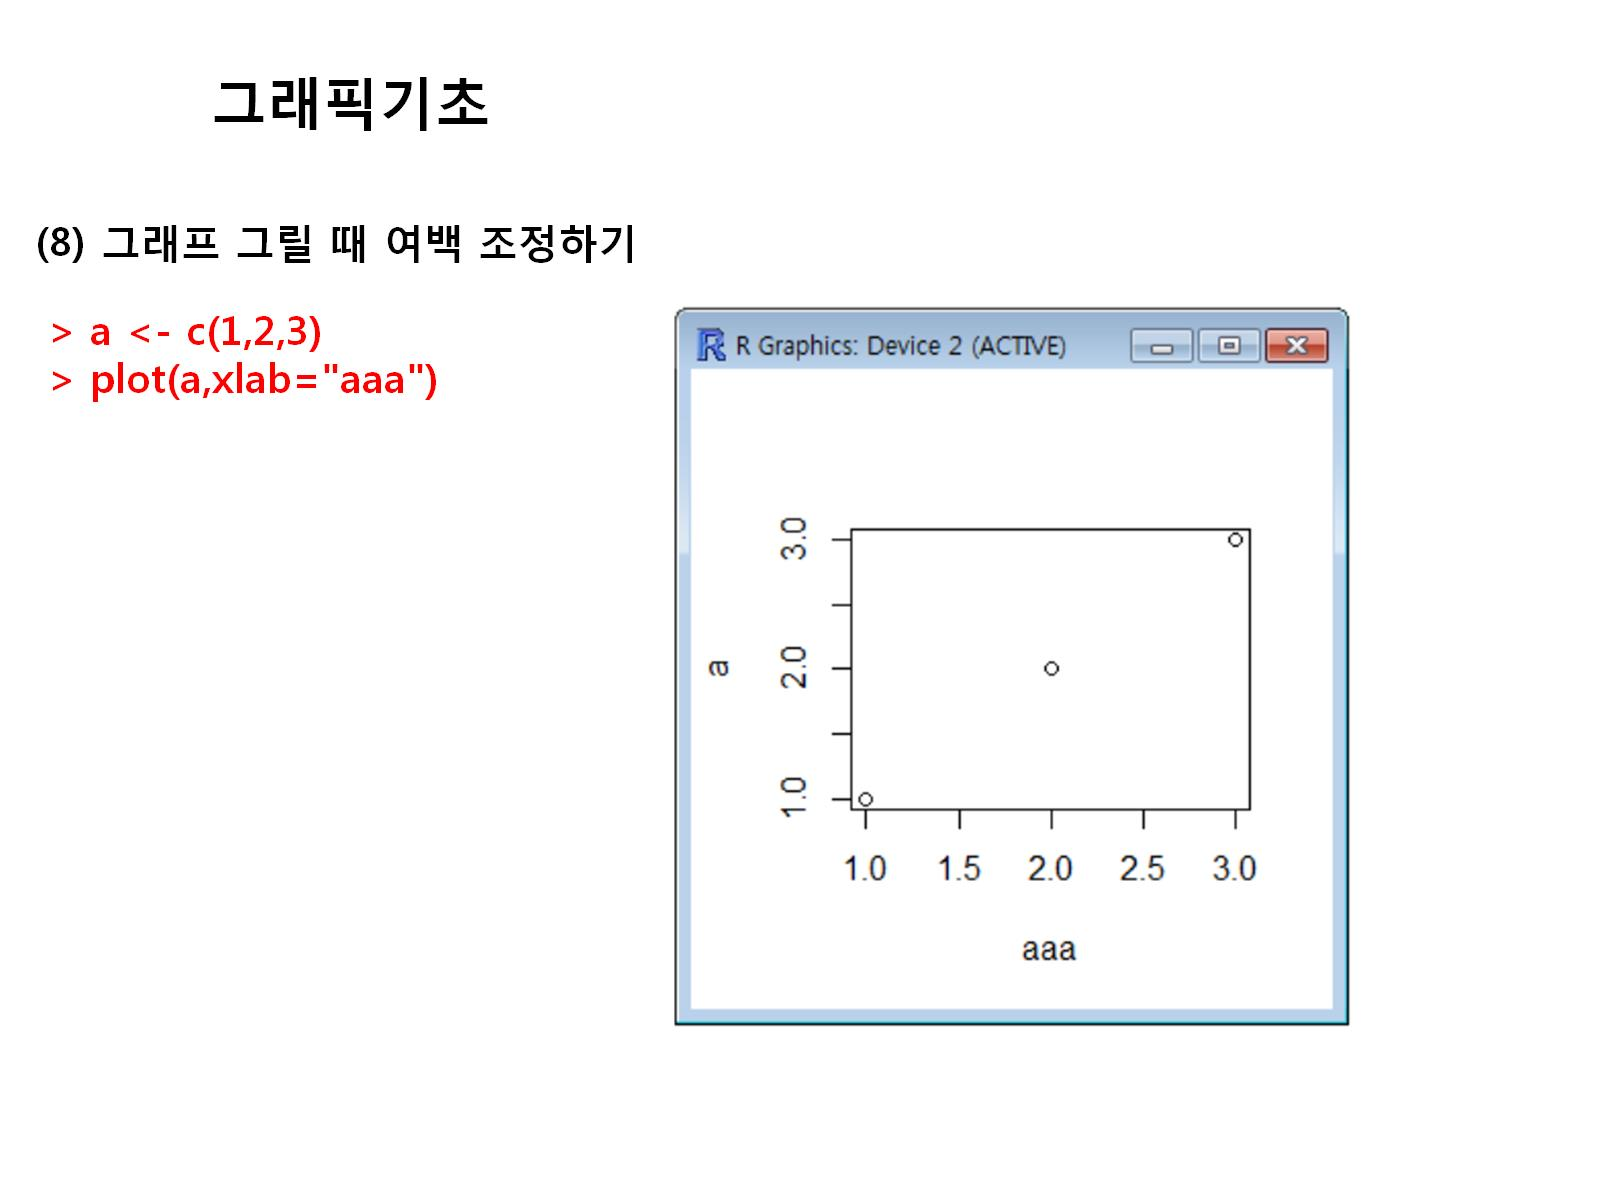 그래픽기초
(8) 그래프 그릴 때 여백 조정하기
> a <- c(1,2,3)
> plot(a,xlab="aaa")
R Graphics: Device 2 (ACTIVE)
3.0
2.0
1.0
a
1.0 1.5 2.0 2.5 3.0
aaa